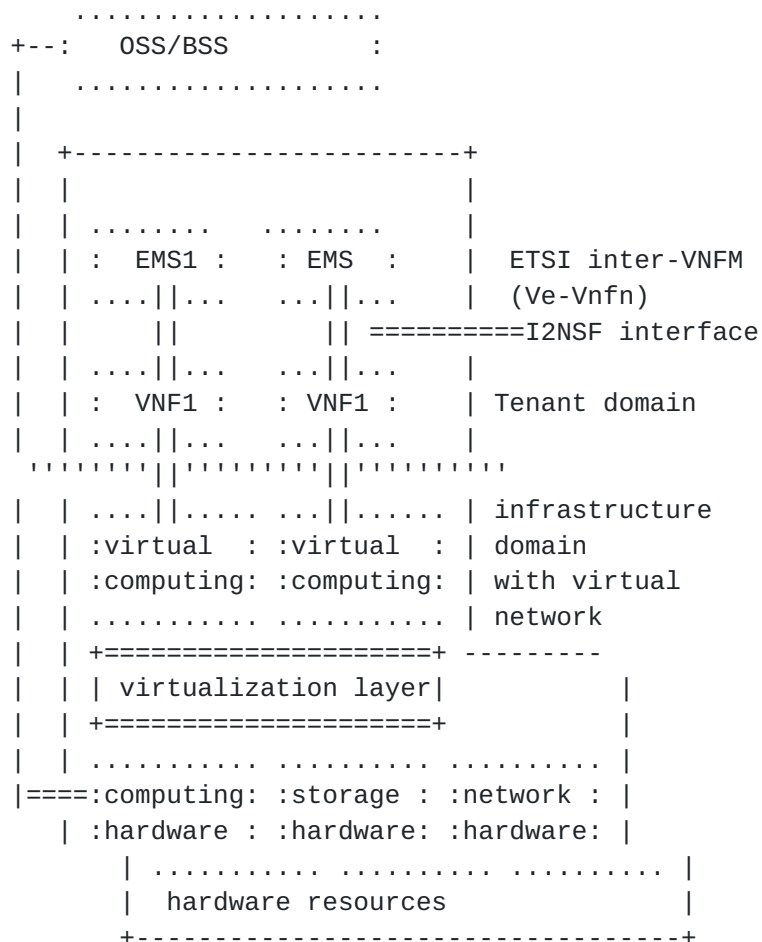 ....................
+--:   OSS/BSS         :
|   ....................
|
|  +-------------------------+
|  |                         |
|  | ........   ........     |
|  | :  EMS1 :   : EMS  :     |  ETSI inter-VNFM
|  | ....||...   ...||...    |  (Ve-Vnfn)
|  |     ||         || ==========I2NSF interface
|  | ....||...   ...||...    |
|  | :  VNF1 :   : VNF1 :     | Tenant domain
|  | ....||...   ...||...    |
''''''''||'''''''''||''''''''''
|  | ....||..... ...||...... | infrastructure
|  | :virtual  : :virtual  : | domain
|  | :computing: :computing: | with virtual
|  | ........... ........... | network
|  | +=====================+ ---------
|  | | virtualization layer|           |
|  | +=====================+           |
|  | ........... .......... .......... |
|====:computing: :storage : :network : |
| :hardware : :hardware: :hardware: |
| ........... .......... .......... |
|  hardware resources               |
+-----------------------------------+